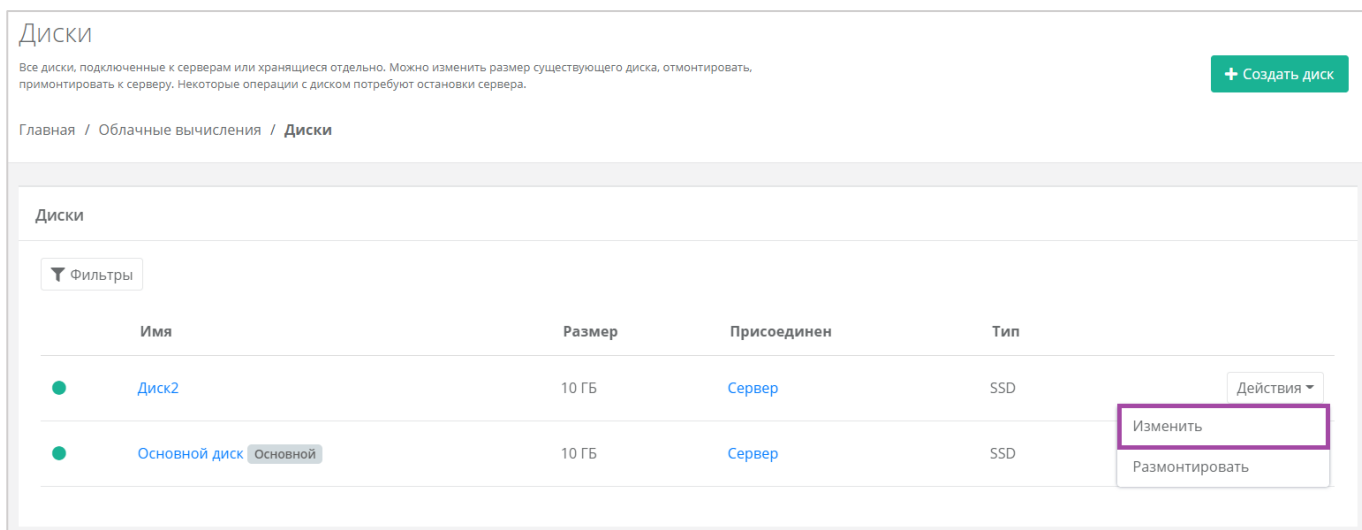 Диски
Все диски, подключенные к серверам или хранящиеся отдельно. Можно изменить размер существующего диска, отмонтировать,
примонтировать к серверу. Некоторые операции с диском потребуют остановки сервера.
+ Создать диск
Главная / Облачные вычисления / Диски
Диски
Фильтры
Имя Размер Присоединен Тип
Диск2 10 ГБ Сервер SSD Действия
Изменить
Основной диск Основной 10 ГБ Сервер SSD
Размонтировать